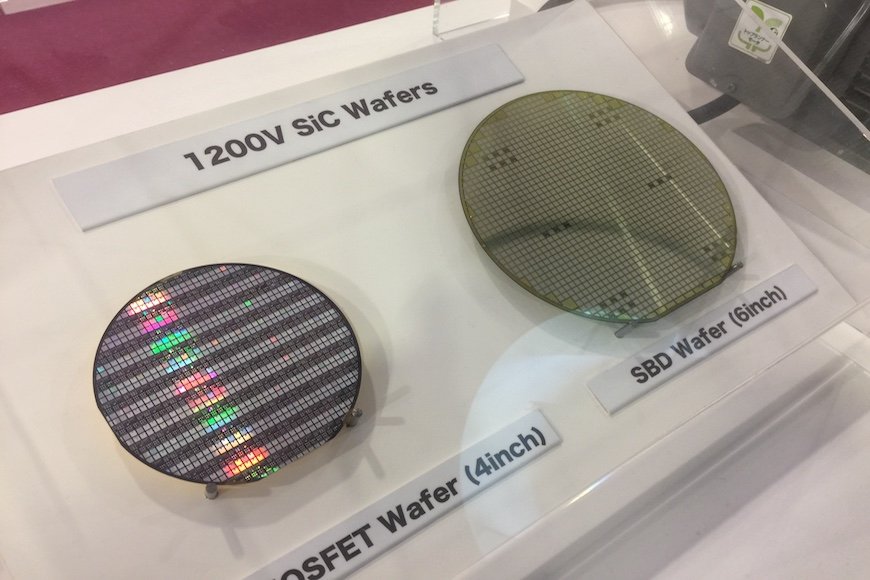 1200V SiC Wafers
SBD Wafer (6inch)
OSFET Wafer (4inch)